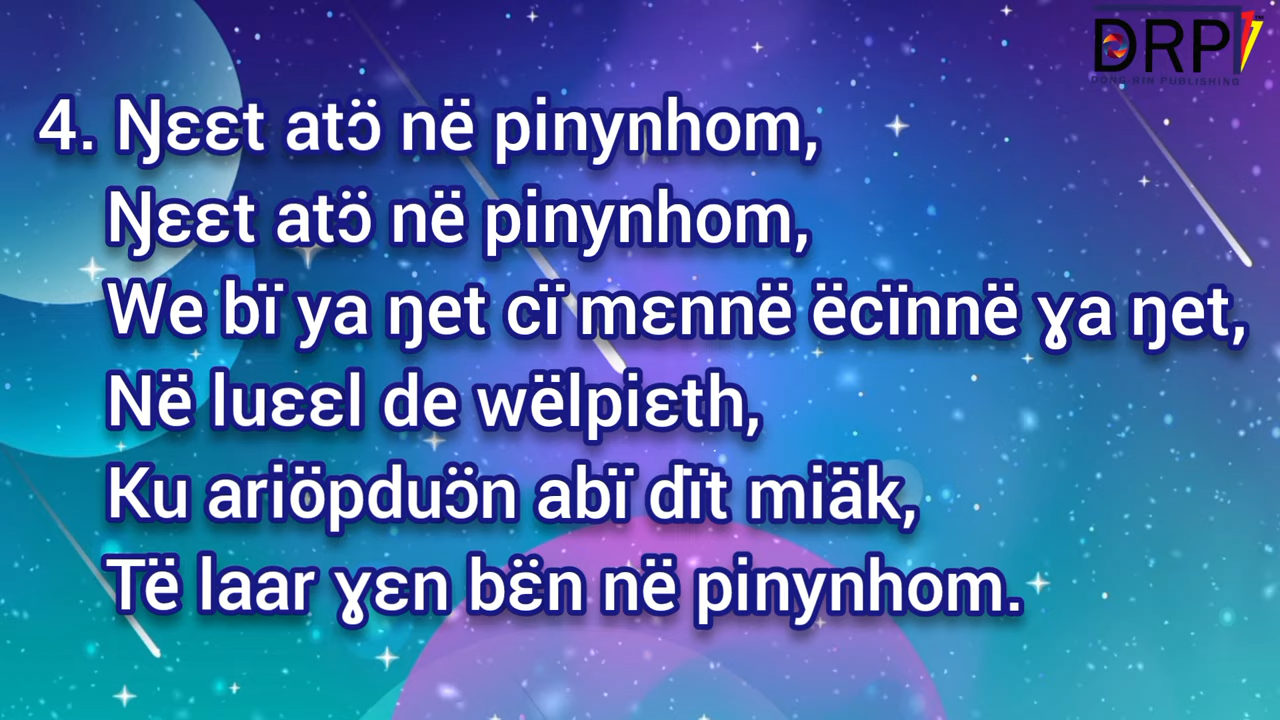 DRP
DONG RIN PUBLISHING
4. Ŋɛɛt atɔ̈ në pinynhom,
Ŋɛɛt atɔ̈ në pinynhom,
We bï ya ŋet cï mɛnnë ëcïnnë ɣa ŋet,
Në luɛɛl de wëlpiɛth,
Ku ariöpduɔ̈n abï dït miäk,
Të laar ɣɛn bɛ̈n në pinynhom.